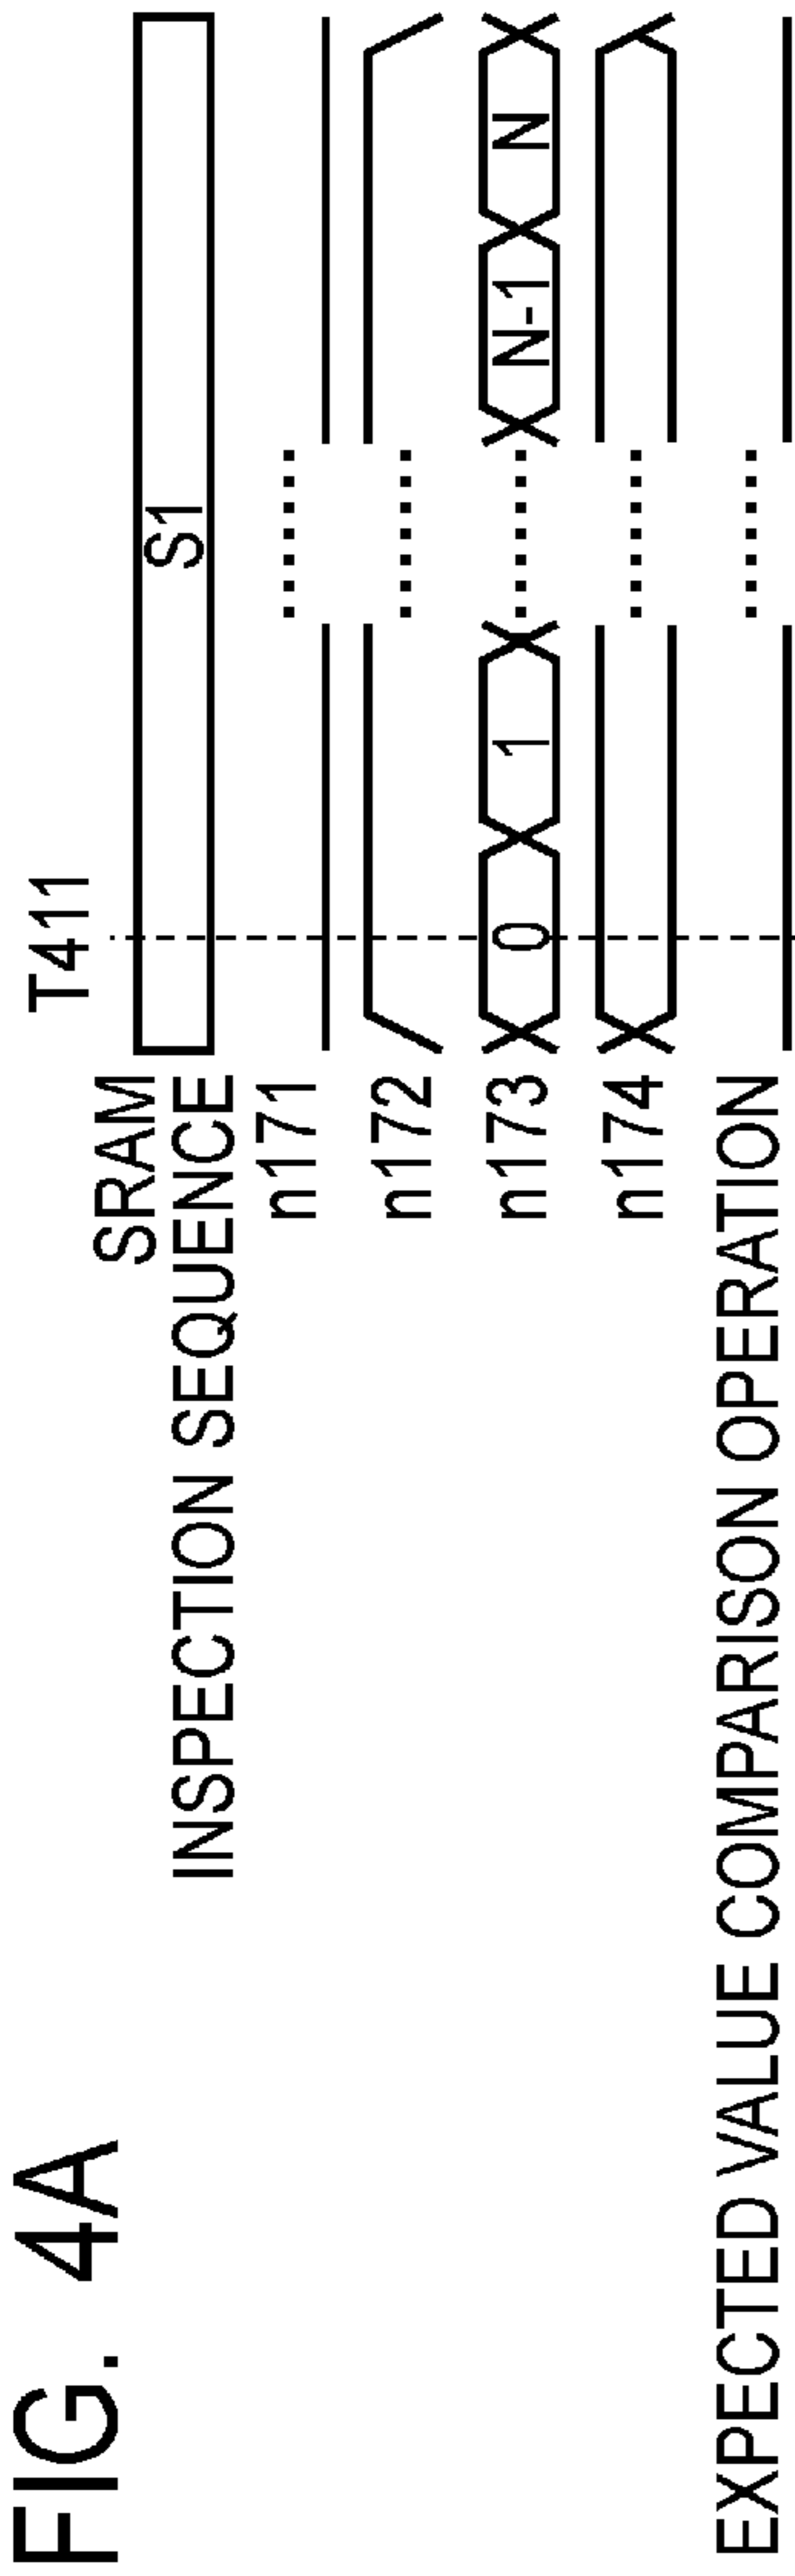 FIG. 4A
T411
SRAM
INSPECTION SEQUENCE
S1
n171
n172
n173
0 1 N-1 N
n174
EXPECTED VALUE COMPARISON OPERATION